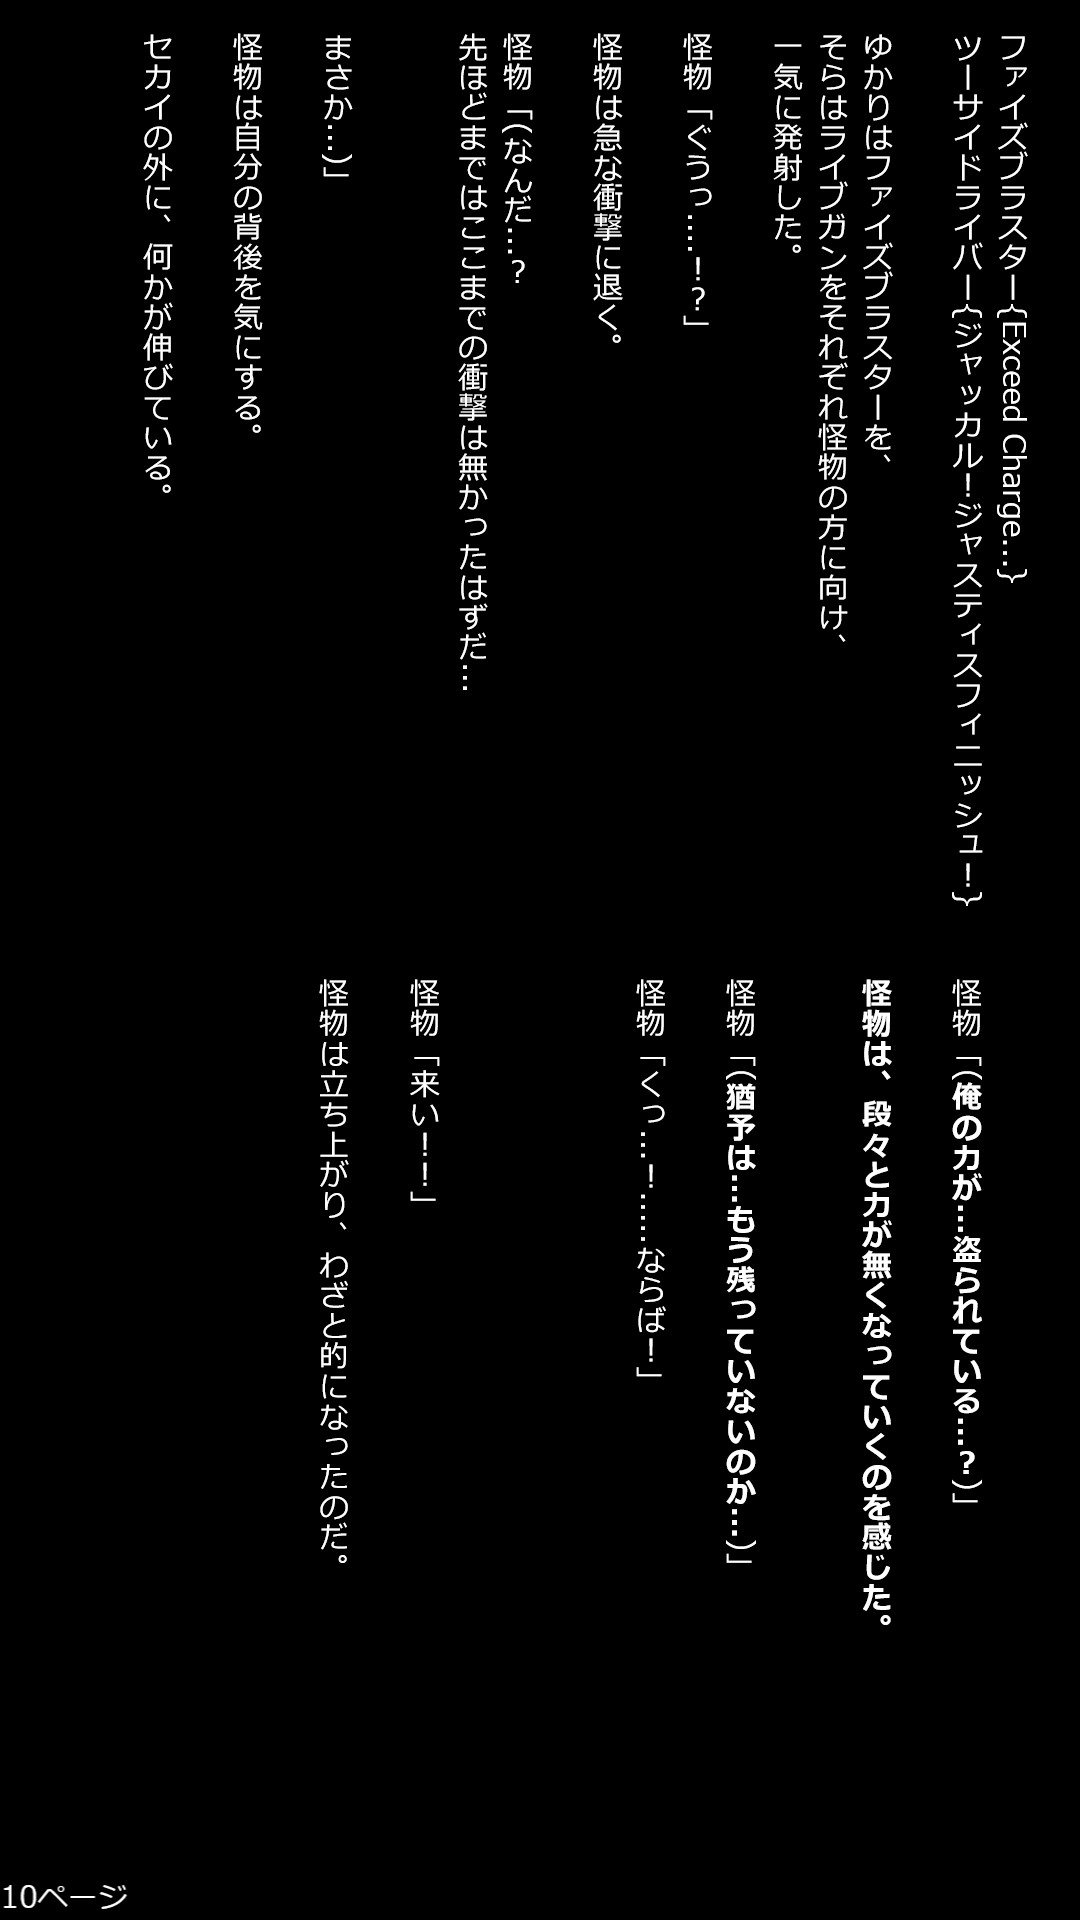 ファイズブラスター{Exceed Charge…}
ツーサイドライバー{ジャッカル！ジャスティスフィニッシュ！}
ゆかりはファイズブラスターを、
そらはライブガンをそれぞれ怪物の方に向け、
一気に発射した。
怪物「ぐうっ….！？」
怪物は急な衝撃に退く。
怪物「(なんだ…？
先ほどまではここまでの衝撃は無かったはずだ…
まさか…)」
怪物は自分の背後を気にする。
セカイの外に、何かが伸びている。
怪物「(俺の力が…盗られている…？)」
怪物は、段々と力が無くなっていくのを感じた。
怪物「(猶予は…もう残っていないのか…)」
怪物「くっ…！……ならば！」
怪物「来い！！」
怪物は立ち上がり、わざと的になったのだ。
10ページ